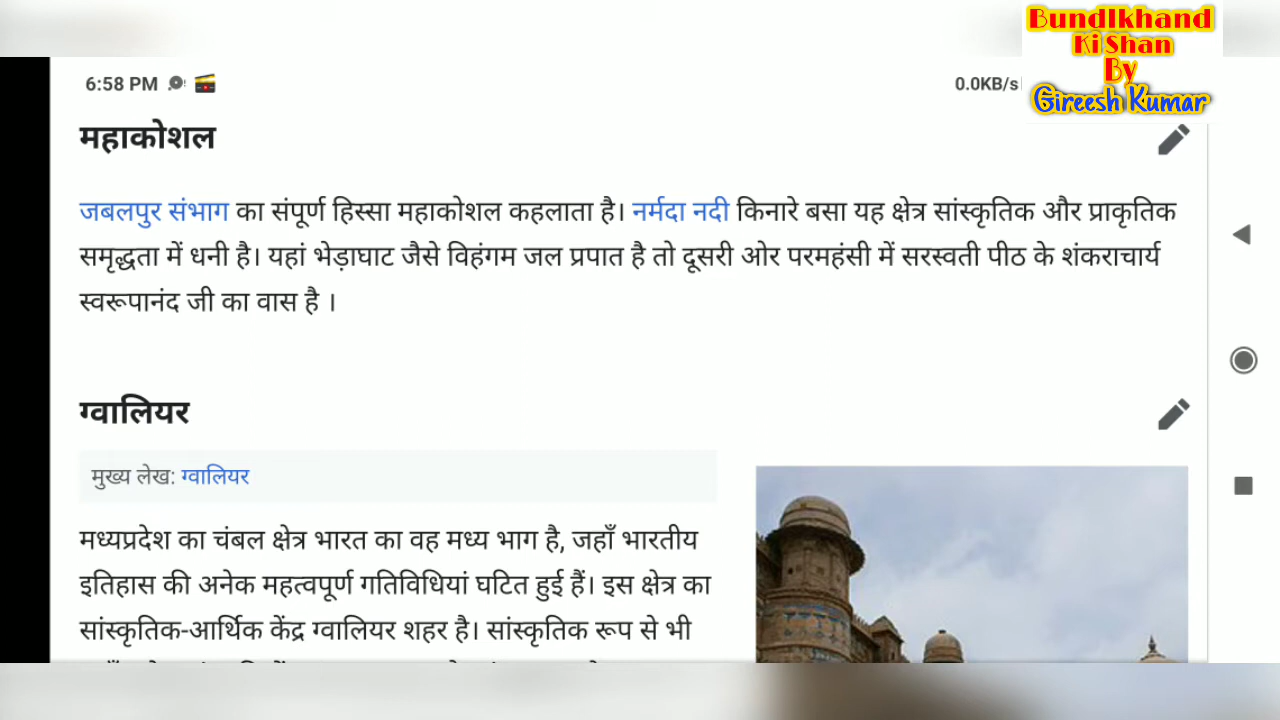 Bundlkhand
Ki Shan
By
Gireesh Kumar
6:58 PM
0.0KB/s
महाकोशल
जबलपुर संभाग का संपूर्ण हिस्सा महाकोशल कहलाता है। नर्मदा नदी किनारे बसा यह क्षेत्र सांस्कृतिक और प्राकृतिक
समृद्धता में धनी है। यहां भेड़ाघाट जैसे विहंगम जल प्रपात है तो दूसरी ओर परमहंसी में सरस्वती पीठ के शंकराचार्य
स्वरूपानंद जी का वास है ।
ग्वालियर
मुख्य लेख: ग्वालियर
मध्यप्रदेश का चंबल क्षेत्र भारत का वह मध्य भाग है, जहाँ भारतीय
इतिहास की अनेक महत्वपूर्ण गतिविधियां घटित हुई हैं। इस क्षेत्र का
सांस्कृतिक-आर्थिक केंद्र ग्वालियर शहर है। सांस्कृतिक रूप से भी